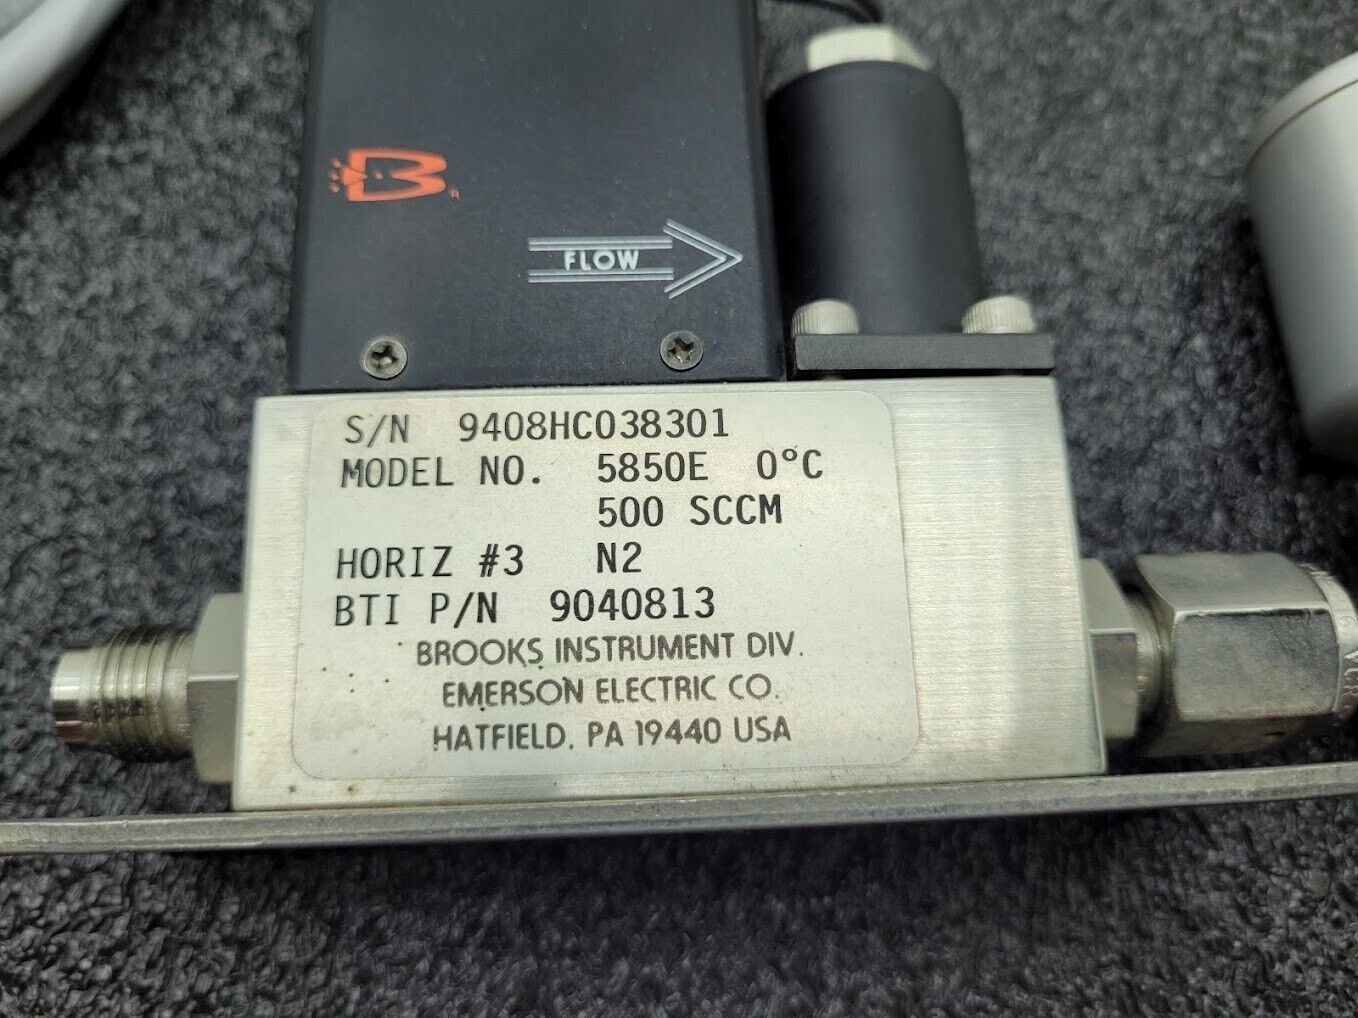 B
FLOW
S/N 9408HC038301
MODEL NO. 5850E 0°C
500 SCCM
HORIZ #3 N2
BTI P/N 9040813
BROOKS INSTRUMENT DIV.
EMERSON ELECTRIC CO.
HATFIELD, PA 19440 USA
VCR